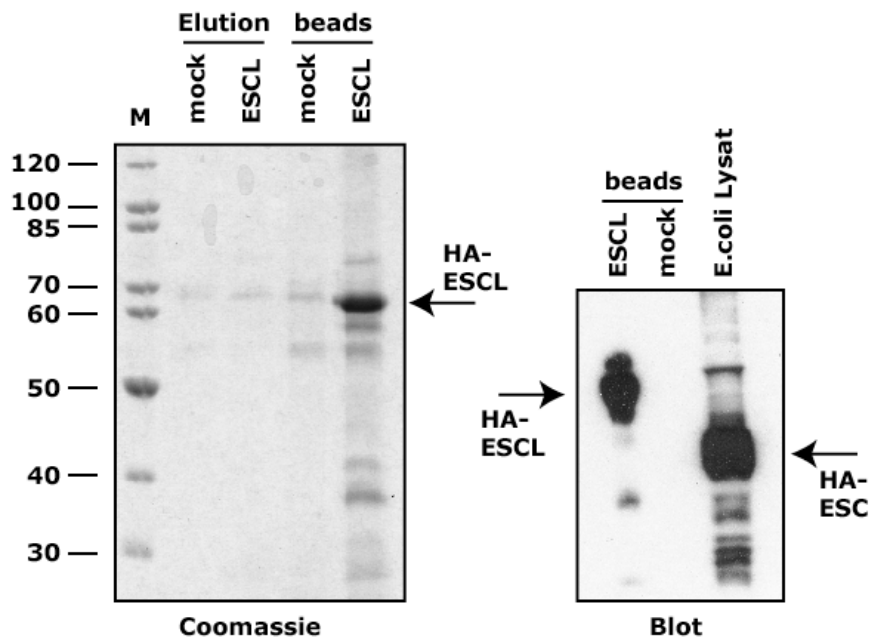 Elution beads
M mock ESCL mock ESCL
120
100
85
70
60
50
40
30
HA-
ESCL
Coomassie
beads
ESCL mock E.coli Lysat
HA-
ESCL
HA-
ESC
Blot